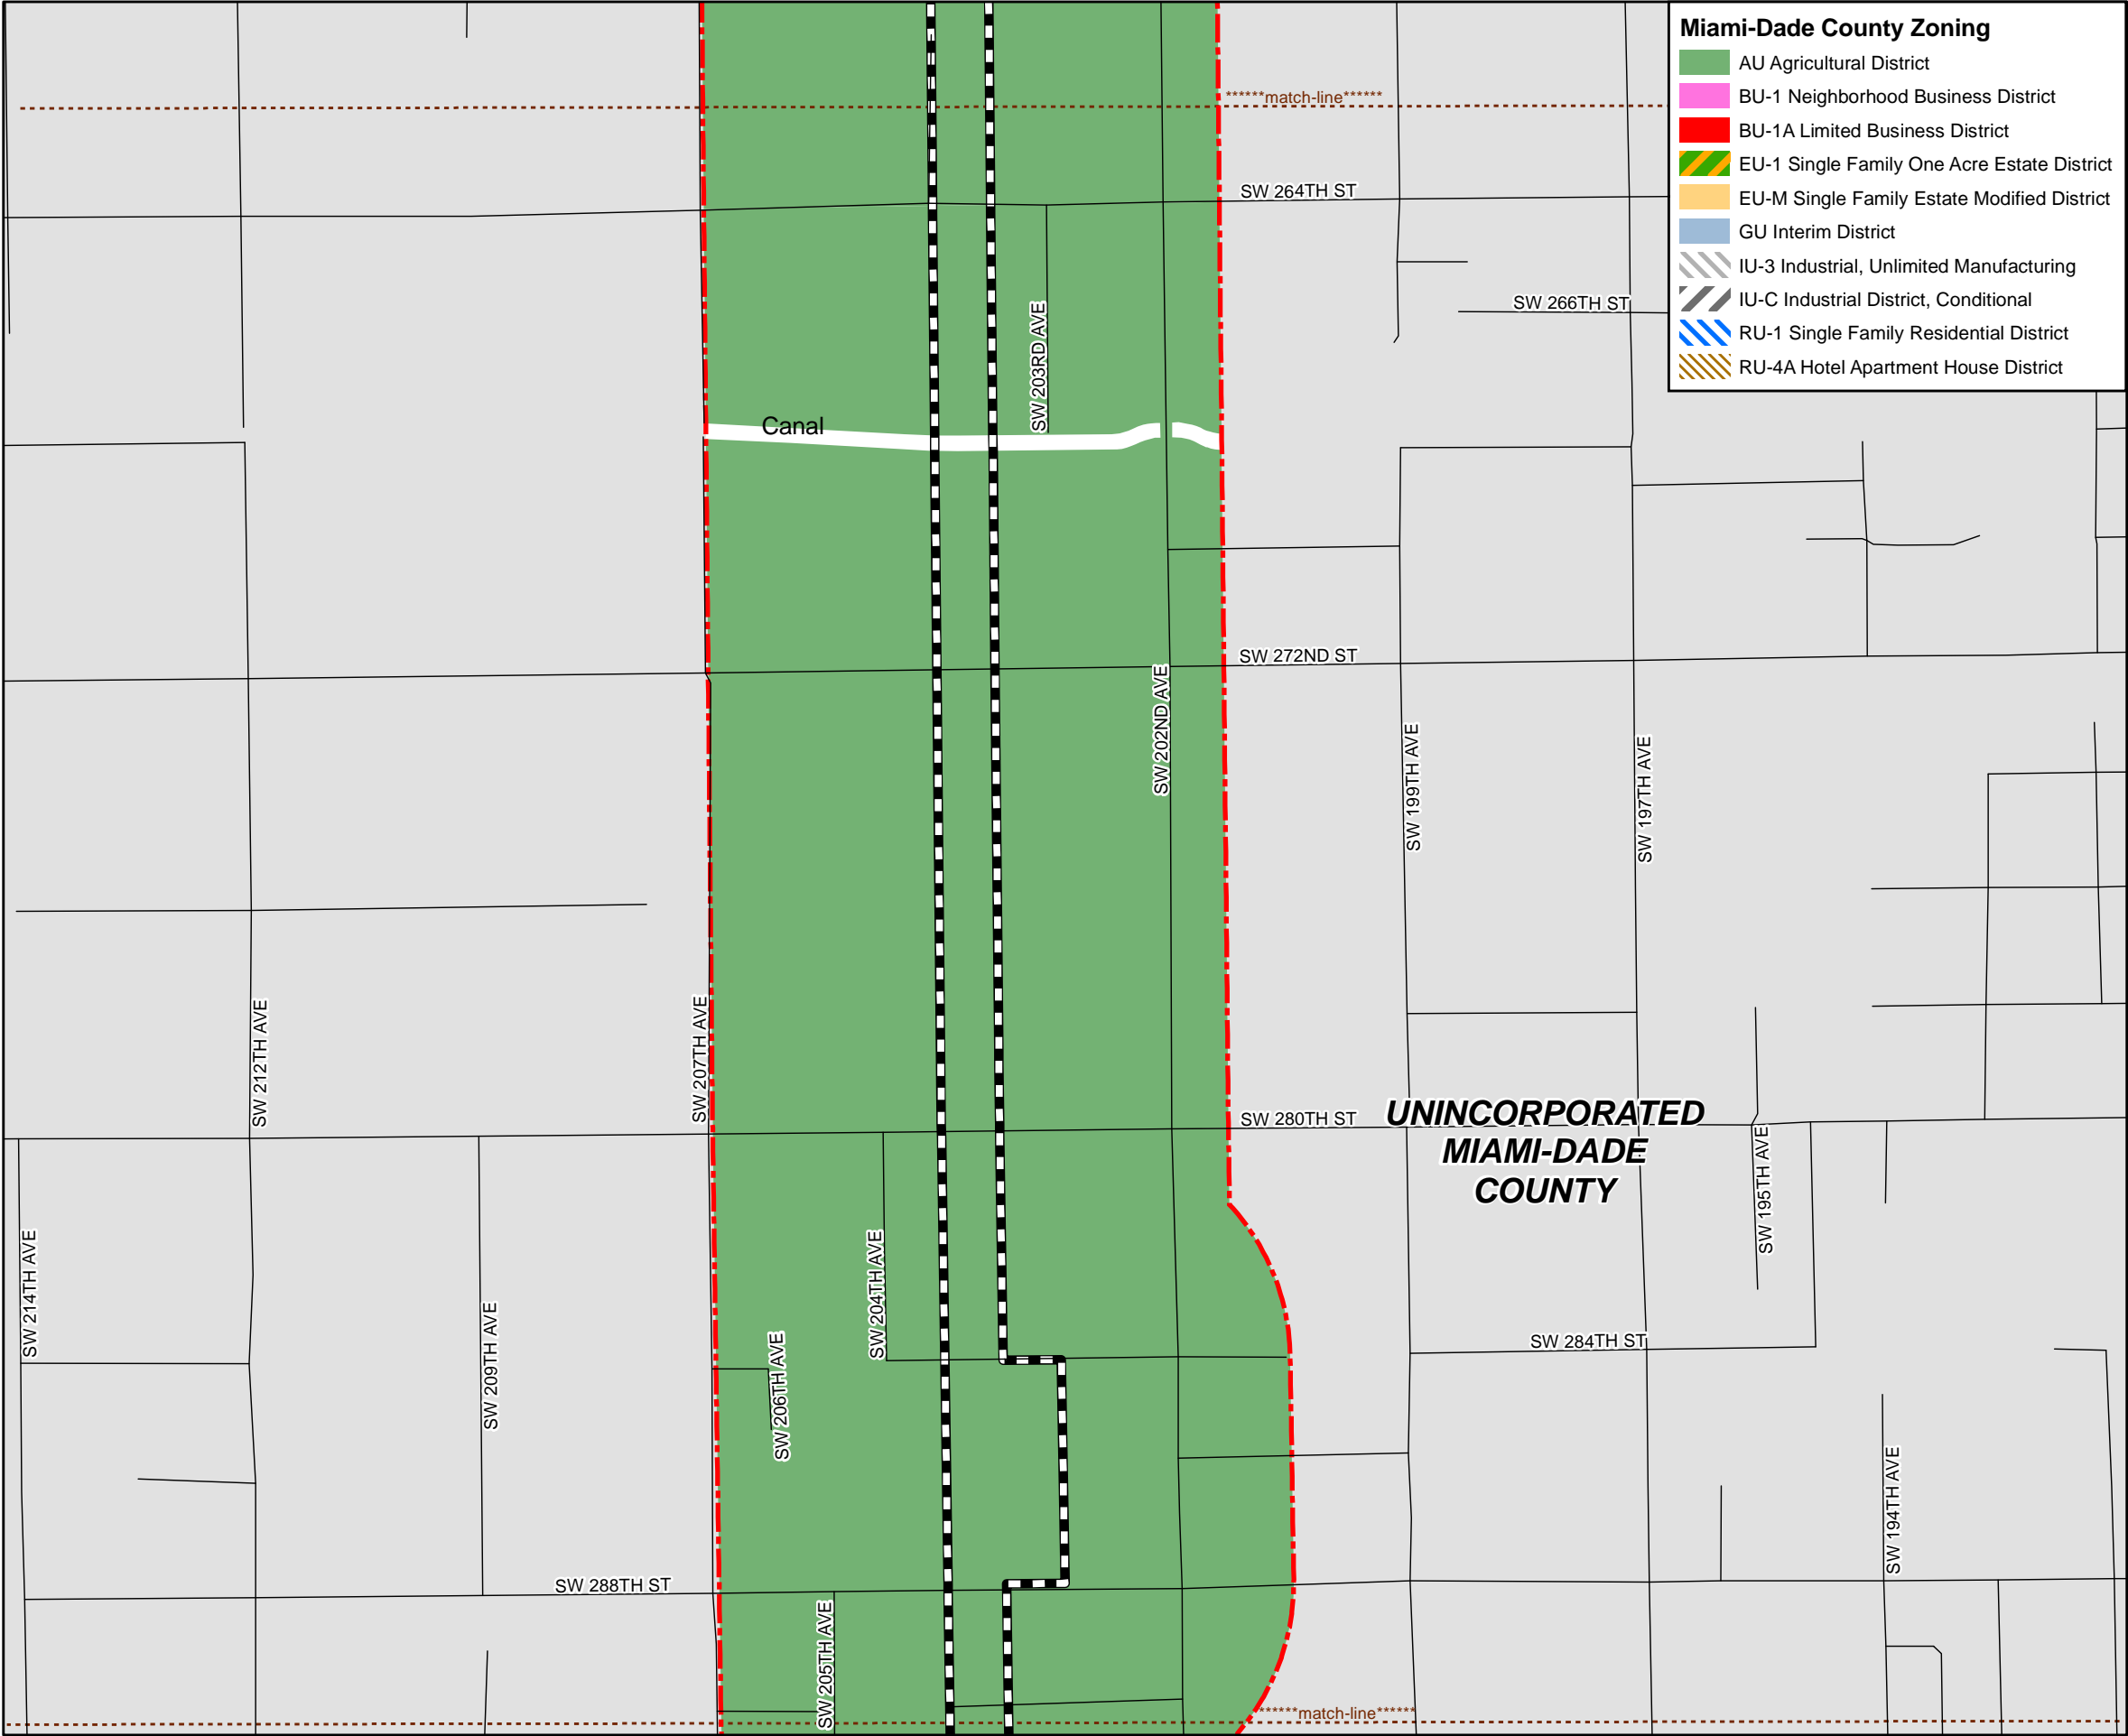 Miami-Dade County Zoning
AU Agricultural District
BU-1 Neighborhood Business District
BU-1A Limited Business District
EU-1 Single Family One Acre Estate District
EU-M Single Family Estate Modified District
GU Interim District
IU-3 Industrial, Unlimited Manufacturing
IU-C Industrial District, Conditional
RU-1 Single Family Residential District
RU-4A Hotel Apartment House District
******match-line******
SW 264TH ST
SW 266TH ST
SW 203RD AVE
Canal
SW 272ND ST
SW 202ND AVE
SW 199TH AVE
SW 197TH AVE
SW 212TH AVE
SW 207TH AVE
SW 280TH ST
UNINCORPORATED
MIAMI-DADE
COUNTY
SW 195TH AVE
SW 214TH AVE
SW 204TH AVE
SW 209TH AVE
SW 206TH AVE
SW 284TH ST
SW 194TH AVE
SW 288TH ST
SW 205TH AVE
******match-line******